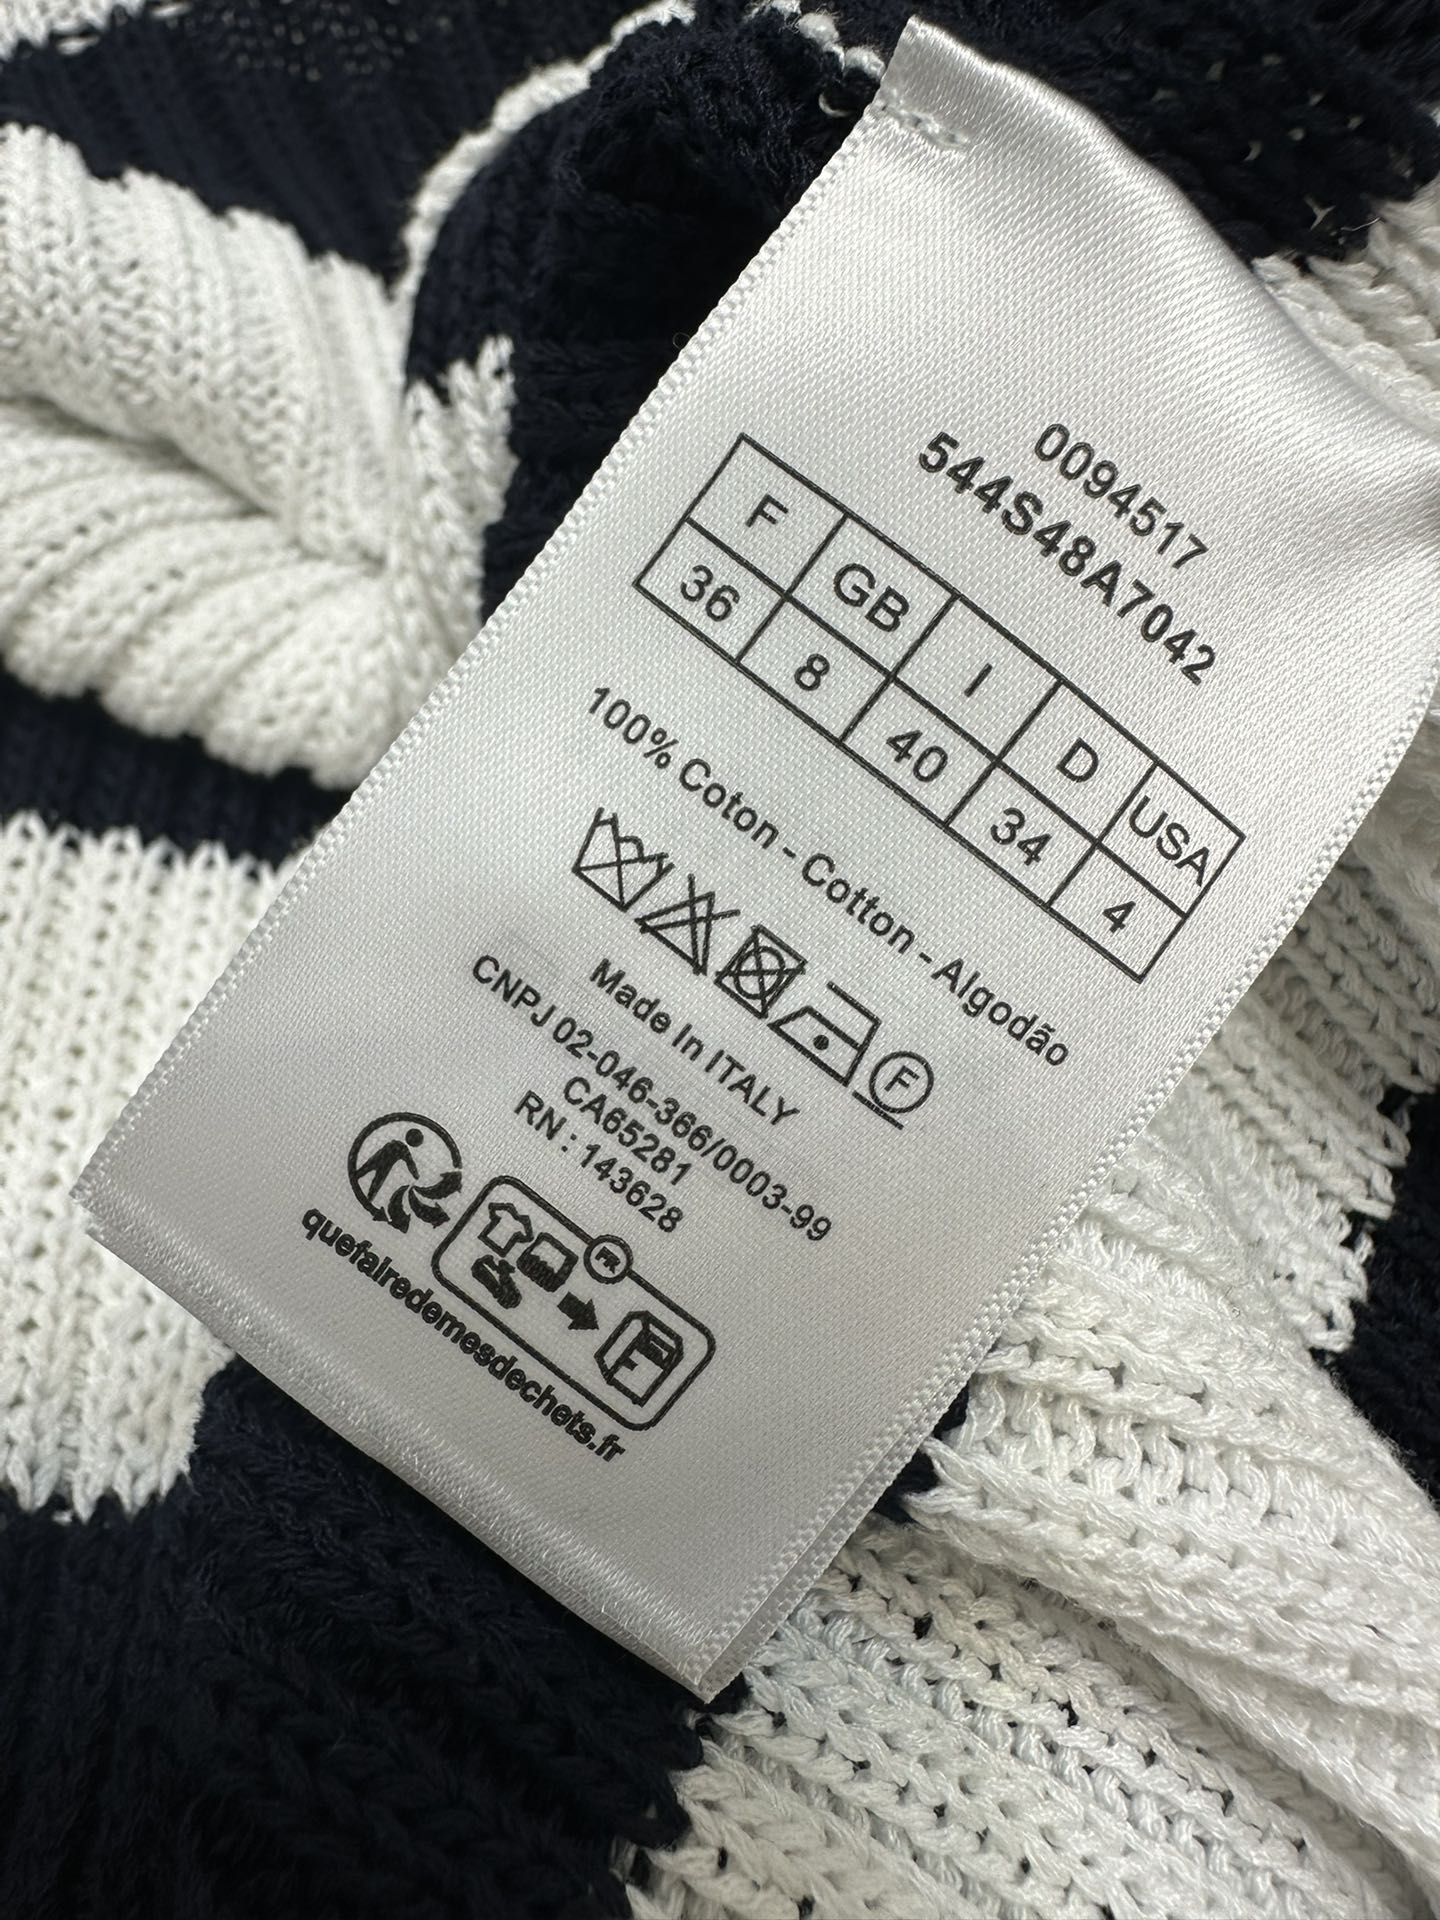 0094517
544S48A7042
F GB I D USA
36 8 40 34 4
100% Coton - Cotton - Algodão
F
Made In ITALY
CNPJ 02-046-366/0003-99
CA65281
RN : 143628
FR
quefairedemesdechets.fr